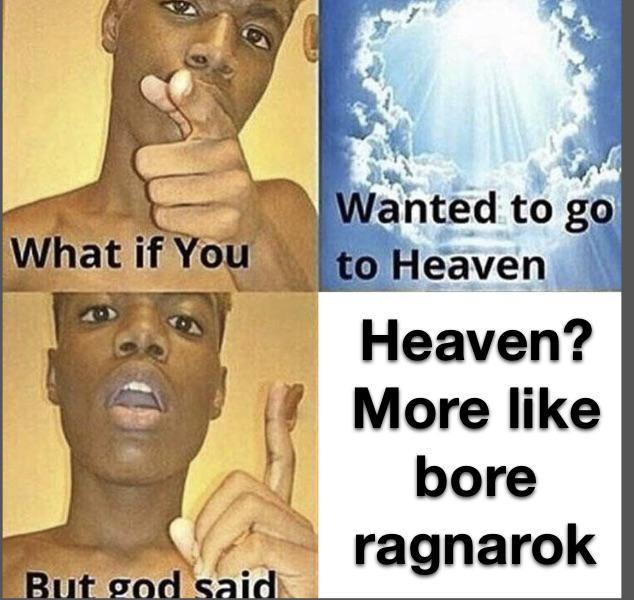 What if You
Wanted to go
to Heaven
But god said
Heaven?
More like
bore
ragnarok